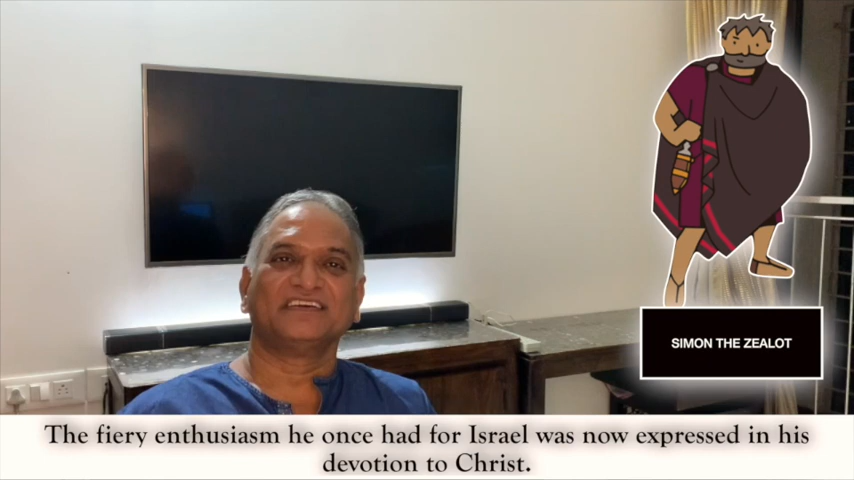 SIMON THE ZEALOT
The fiery enthusiasm he once had for Israel was now expressed in his
devotion to Christ.